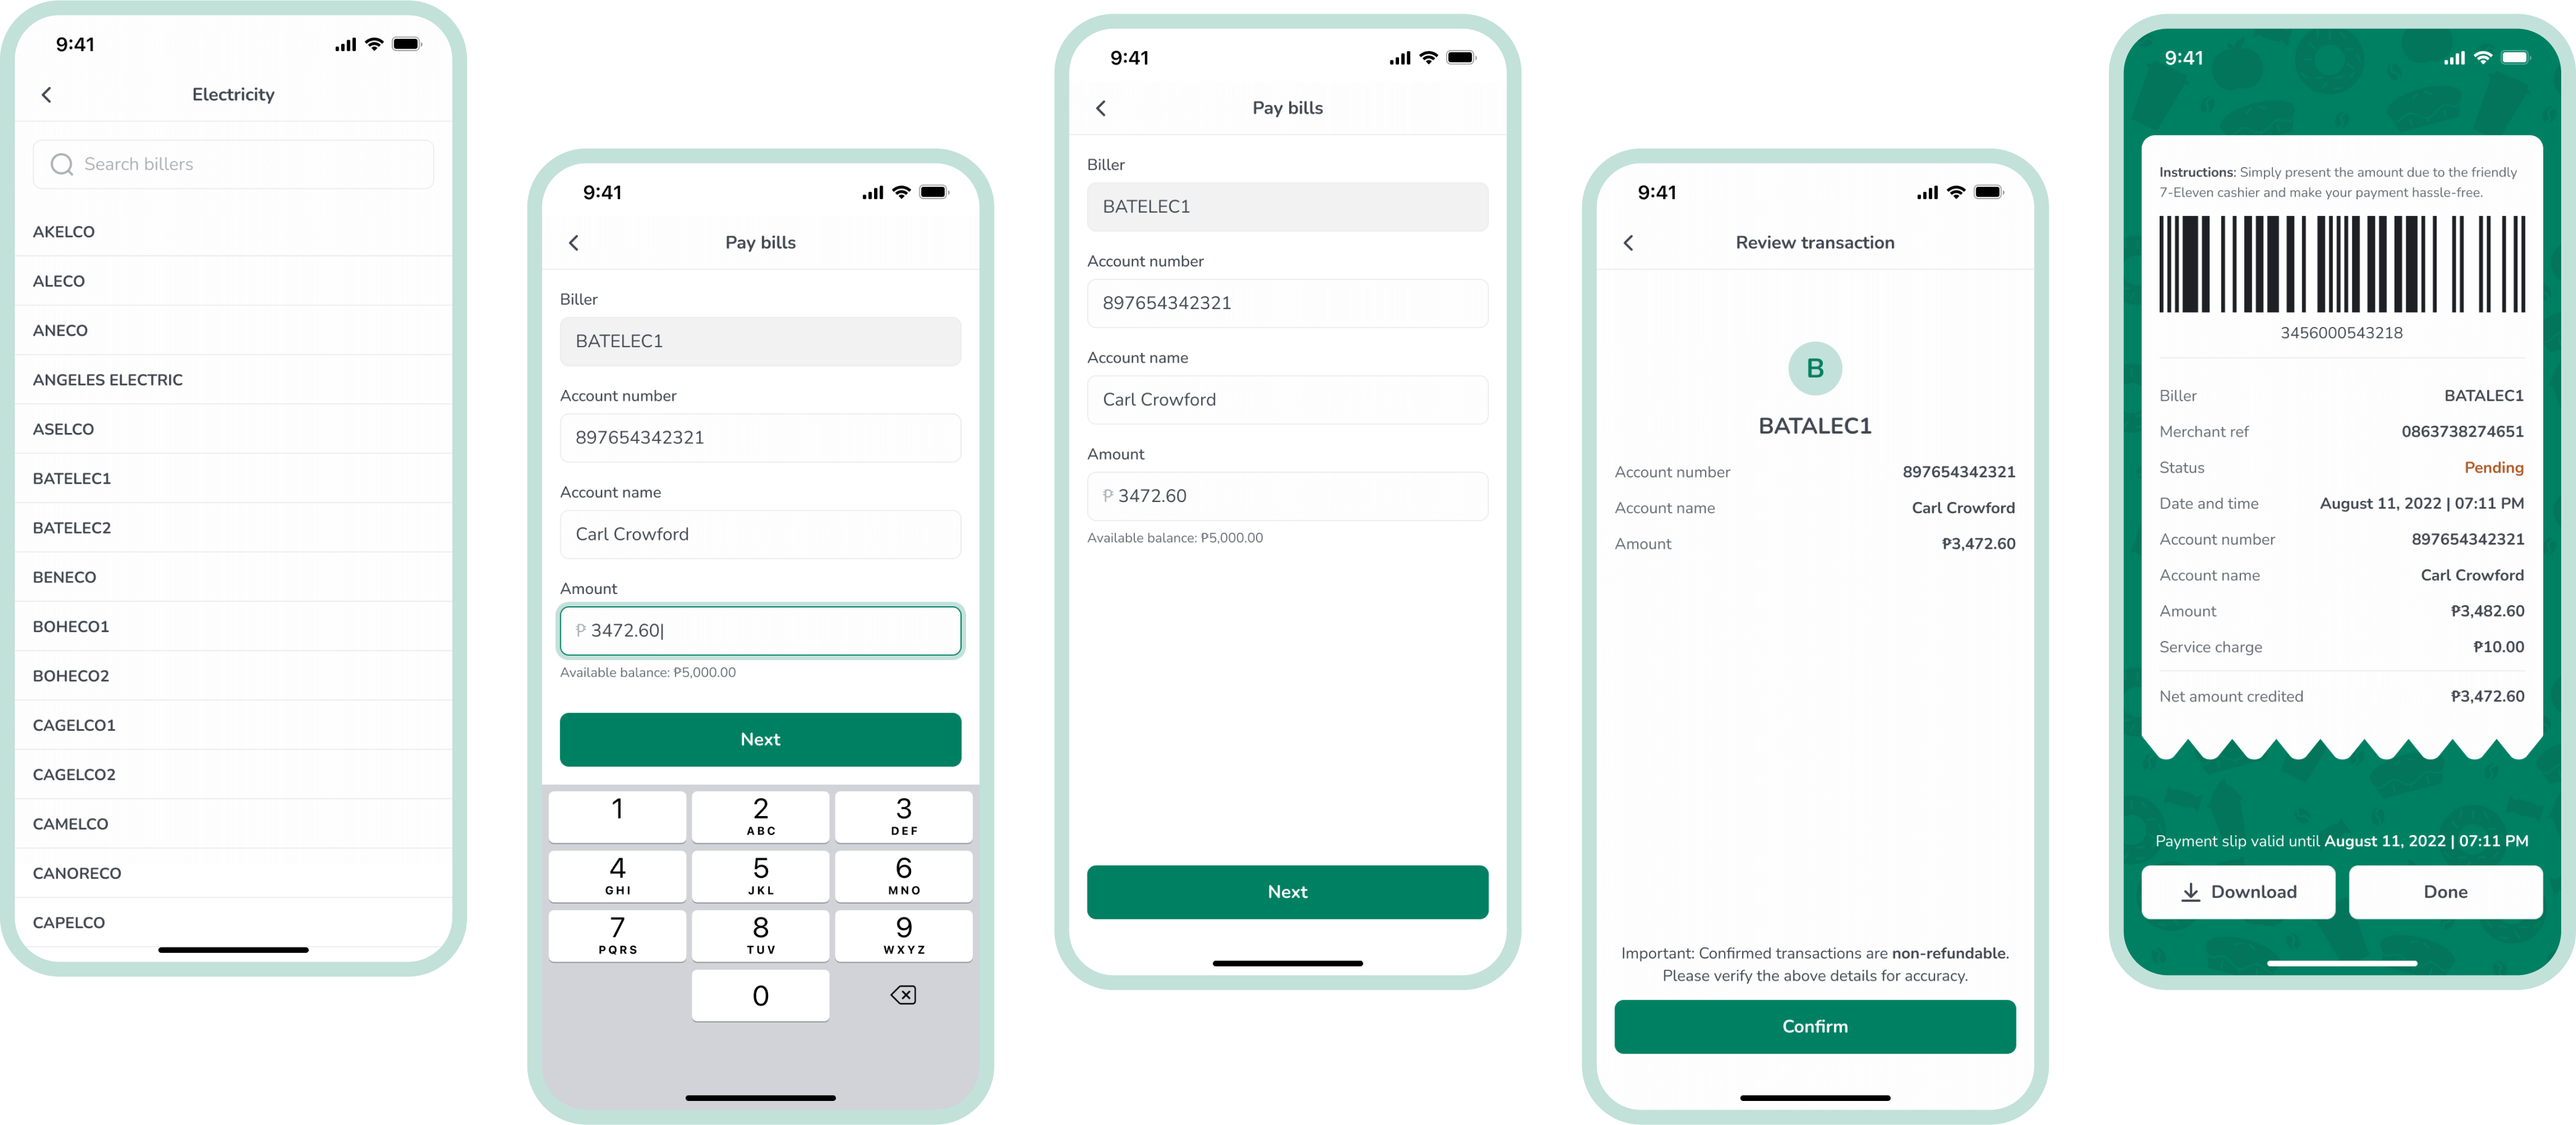 9:41
Electricity
Search billers
AKELCO
ALECO
ANECO
ANGELES ELECTRIC
ASELCO
BATELEC1
BATELEC2
BENECO
BOHECO1
BOHECO2
CAGELCO1
CAGELCO2
CAMELCO
CANORECO
CAPELCO
9:41
Pay bills
Biller
BATELEC1
Account number
897654342321
Account name
Carl Crowford
Amount
₱ 3472.60
Available balance: ₱5,000.00
Next
1 2 3
ABC DEF
4 5 6
GHI JKL MNO
7 8 9
PQRS TUV WXYZ
0
9:41
Pay bills
Biller
BATELEC1
Account number
897654342321
Account name
Carl Crowford
Amount
₱ 3472.60
Available balance: ₱5,000.00
Next
9:41
Review transaction
B
BATALEC1
Account number 897654342321
Account name Carl Crowford
Amount ₱3,472.60
Important: Confirmed transactions are non-refundable.
Please verify the above details for accuracy.
Confirm
9:41
Instructions: Simply present the amount due to the friendly
7-Eleven cashier and make your payment hassle-free.
3456000543218
Biller BATALEC1
Merchant ref 0863738274651
Status Pending
Date and time August 11, 2022 | 07:11 PM
Account number 897654342321
Account name Carl Crowford
Amount ₱3,482.60
Service charge ₱10.00
Net amount credited ₱3,472.60
Payment slip valid until August 11, 2022 | 07:11 PM
Download Done